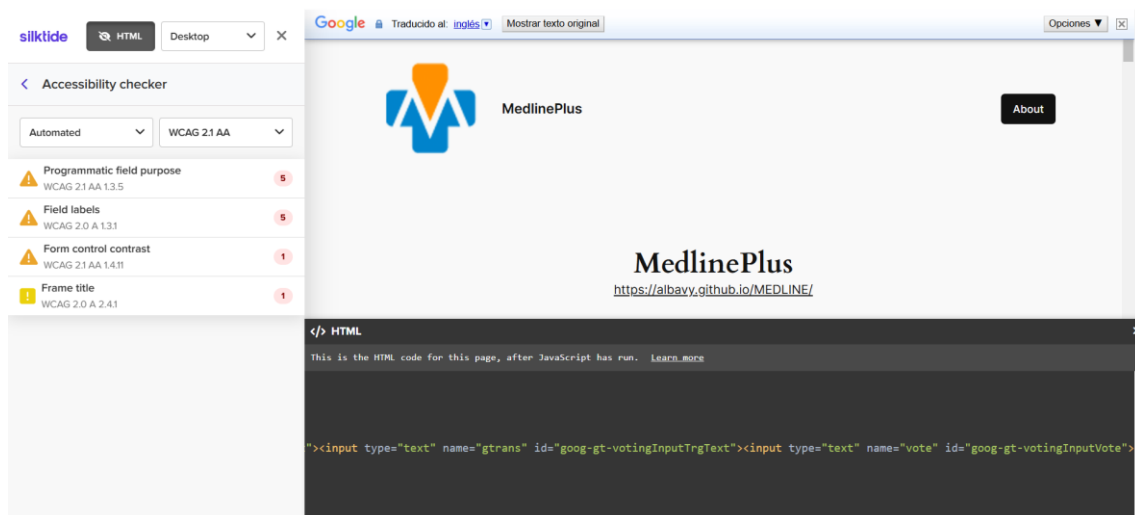 silktide
HTML
Desktop
Accessibility checker
Automated
WCAG 2.1 AA
Programmatic field purpose
WCAG 2.1 AA 1.3.5
5
Field labels
WCAG 2.0 A 1.3.1
5
Form control contrast
WCAG 2.1 AA 1.4.11
1
Frame title
WCAG 2.0 A 2.4.1
1
Google Traducido al: inglés Mostrar texto original Opciones ▼
MedlinePlus
About
MedlinePlus
https://albavy.github.io/MEDLINE/
</> HTML
This is the HTML code for this page, after JavaScript has run. Learn more
"><input type="text" name="gtrans" id="goog-gt-votingInputTrgText"><input type="text" name="vote" id="goog-gt-votingInputVote">